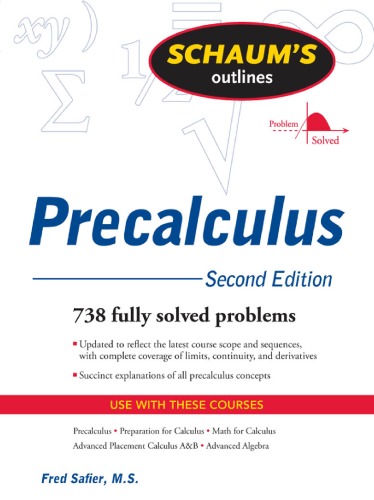 xy)
SCHAUM'S
outlines
Problem
Solved
Precalculus
Second Edition
738 fully solved problems
▪ Updated to reflect the latest course scope and sequences,
with complete coverage of limits, continuity, and derivatives
▪ Succinct explanations of all precalculus concepts
USE WITH THESE COURSES
Precalculus • Preparation for Calculus • Math for Calculus
Advanced Placement Calculus A&B • Advanced Algebra
Fred Safier, M.S.